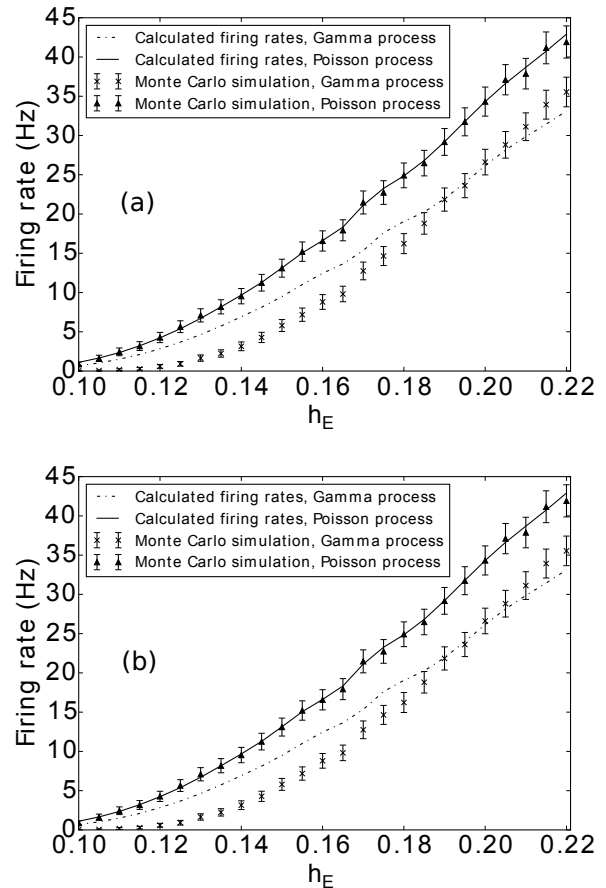 45
40
35
30
25
20
15
10
5
0
Firing rate (Hz)
Calculated firing rates, Gamma process
Calculated firing rates, Poisson process
Monte Carlo simulation, Gamma process
Monte Carlo simulation, Poisson process
(a)
0.10 0.12 0.14 0.16 0.18 0.20 0.22
h_E
45
40
35
30
25
20
15
10
5
0
Firing rate (Hz)
Calculated firing rates, Gamma process
Calculated firing rates, Poisson process
Monte Carlo simulation, Gamma process
Monte Carlo simulation, Poisson process
(b)
0.10 0.12 0.14 0.16 0.18 0.20 0.22
h_E